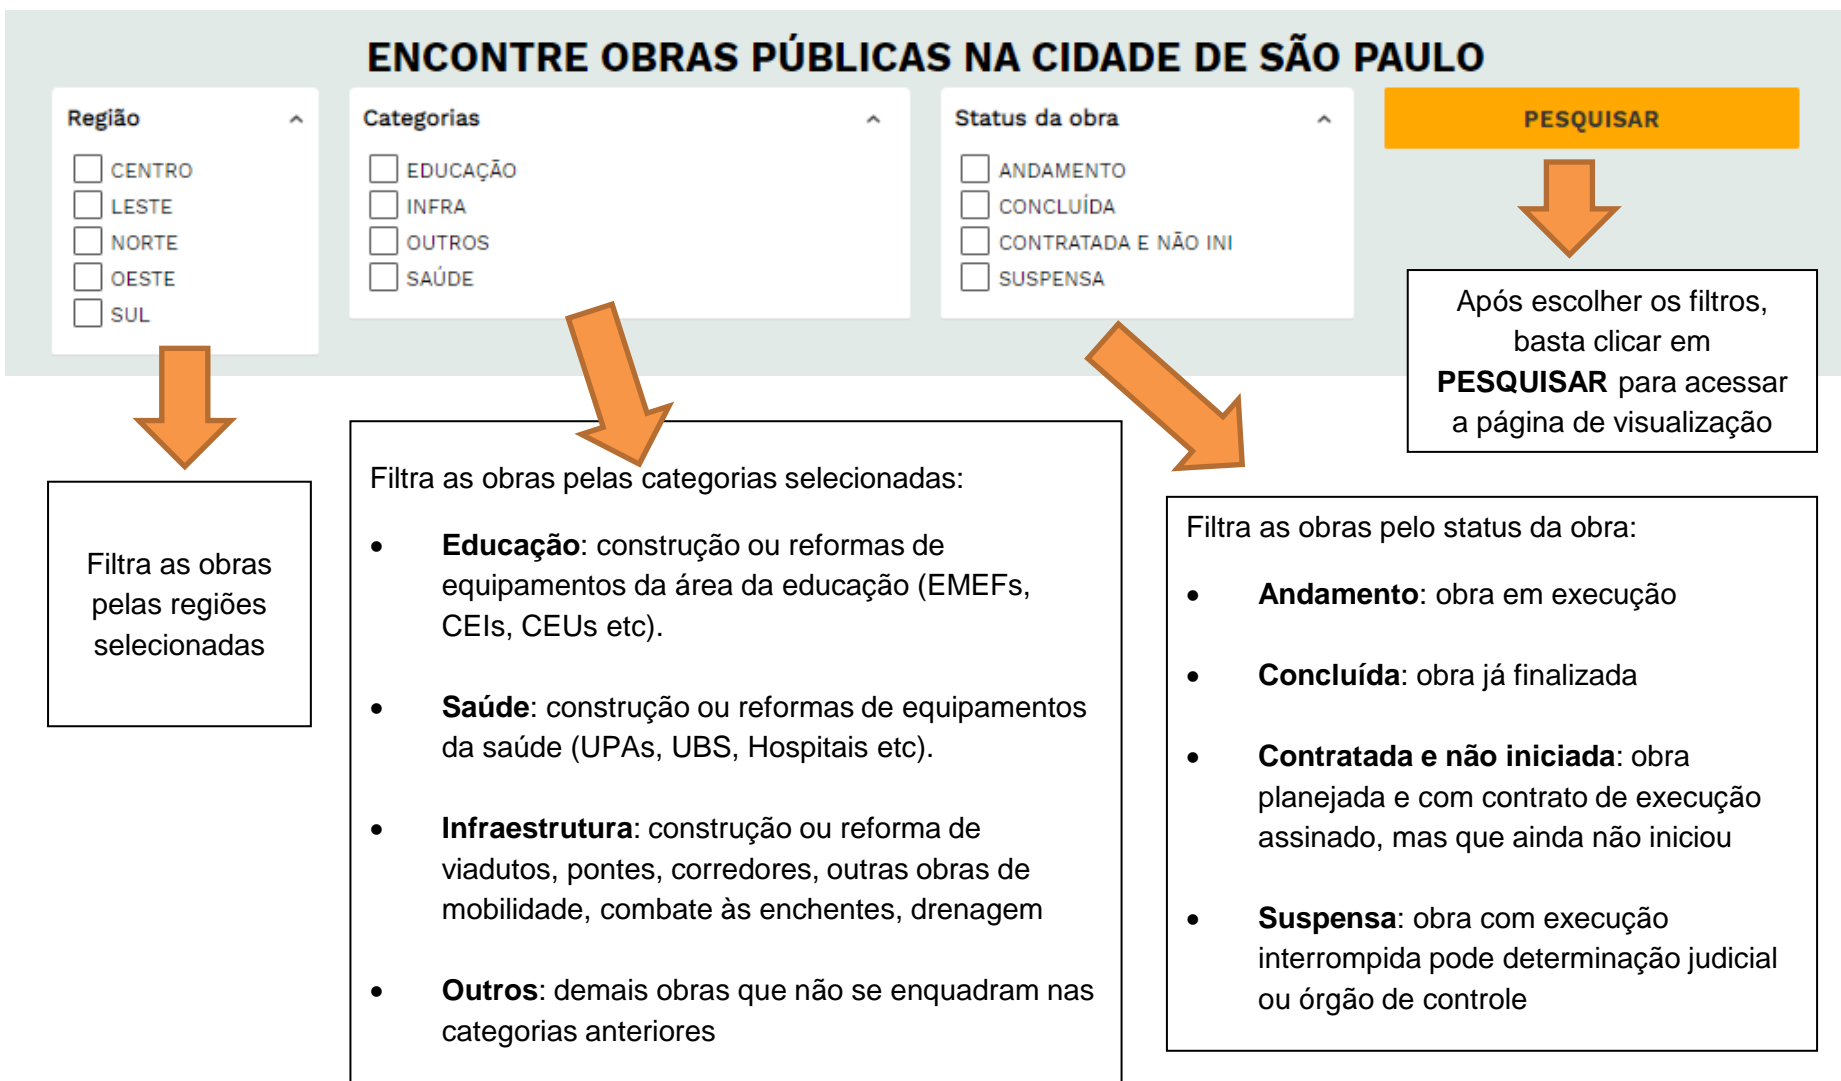 ENCONTRE OBRAS PÚBLICAS NA CIDADE DE SÃO PAULO
Região
CENTRO
LESTE
NORTE
OESTE
SUL
Categorias
EDUCAÇÃO
INFRA
OUTROS
SAÚDE
Status da obra
ANDAMENTO
CONCLUÍDA
CONTRATADA E NÃO INI
SUSPENSA
PESQUISAR
Após escolher os filtros,
basta clicar em
PESQUISAR para acessar
a página de visualização
Filtra as obras
pelas regiões
selecionadas
Filtra as obras pelas categorias selecionadas:
• Educação: construção ou reformas de
equipamentos da área da educação (EMEFs,
CEIs, CEUs etc).
• Saúde: construção ou reformas de equipamentos
da saúde (UPAs, UBS, Hospitais etc).
• Infraestrutura: construção ou reforma de
viadutos, pontes, corredores, outras obras de
mobilidade, combate às enchentes, drenagem
• Outros: demais obras que não se enquadram nas
categorias anteriores
Filtra as obras pelo status da obra:
• Andamento: obra em execução
• Concluída: obra já finalizada
• Contratada e não iniciada: obra
planejada e com contrato de execução
assinado, mas que ainda não iniciou
• Suspensa: obra com execução
interrompida pode determinação judicial
ou órgão de controle